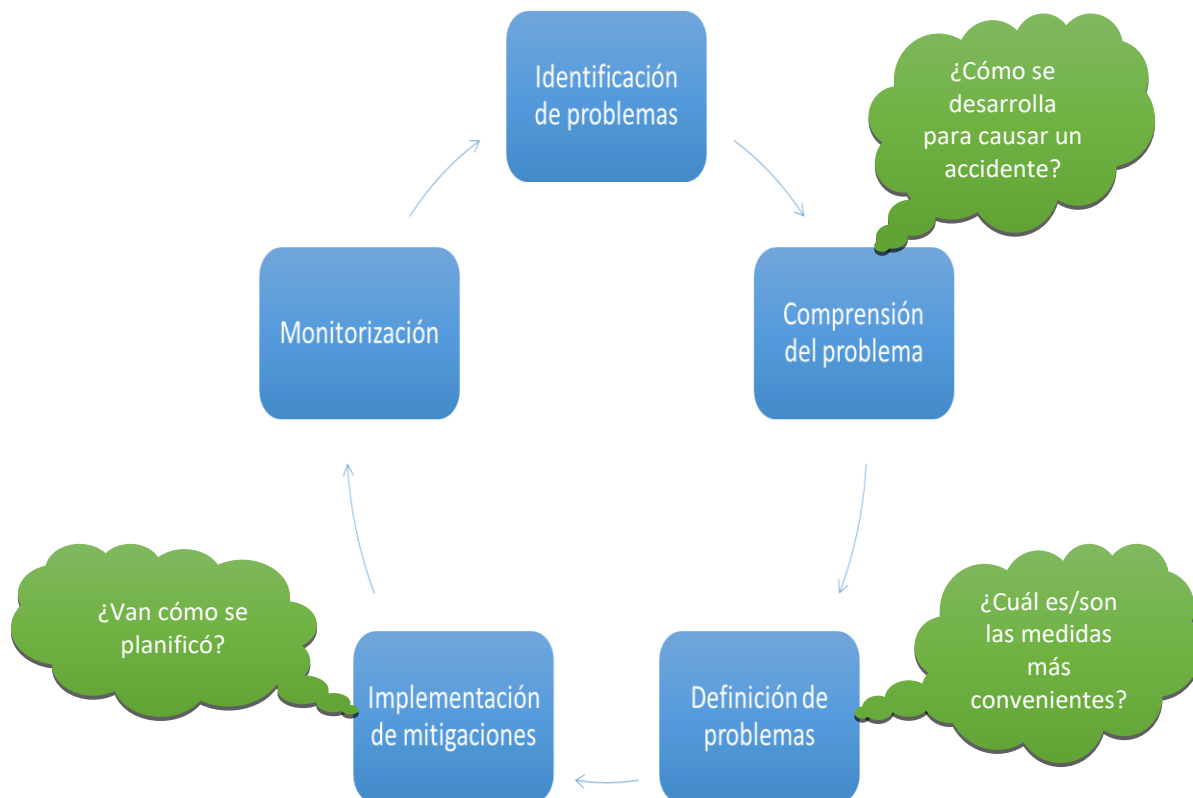 Identificación
de problemas
¿Cómo se
desarrolla
para causar un
accidente?
Comprensión
del problema
Monitorización
¿Cuál es/son
las medidas
más
convenientes?
Definición de
problemas
Implementación
de mitigaciones
¿Van cómo se
planificó?